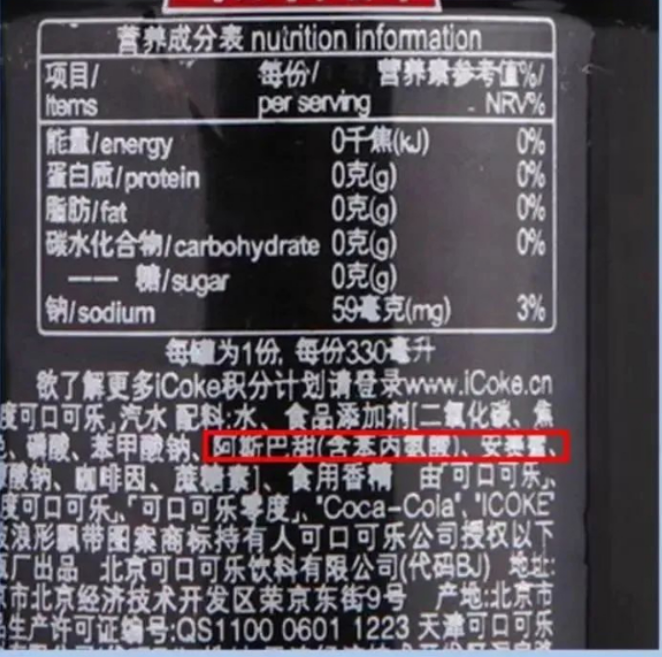 营养成分表 nutrition information
项目/ 每份/ 营养素参考值%/
Items per serving NRV%
能量/energy 0千焦(kJ) 0%
蛋白质/protein 0克(g) 0%
脂肪/fat 0克(g) 0%
碳水化合物/carbohydrate 0克(g) 0%
—— 糖/sugar 0克(g)
钠/sodium 59毫克(mg) 3%
每罐为1份, 每份330毫升
欲了解更多iCoke积分计划请登录www.iCoke.cn
度可口可乐」汽水 配料:水、食品添加剂[二氧化碳、焦
、磷酸、苯甲酸钠、阿斯巴甜(含苯丙氨酸)、安赛蜜、
酸钠、咖啡因、蔗糖素]、食用香精 由「可口可乐」、
度可口可乐」、「可口可乐零度」、"Coca-Cola", "ICOKE"
浪形飘带图案商标持有人可口可乐公司授权以下
厂出品 北京可口可乐饮料有限公司(代码BJ) 地址:
市北京经济技术开发区荣京东街9号 产地:北京市
生产许可证编号:QS1100 0601 1223 天津可口可乐